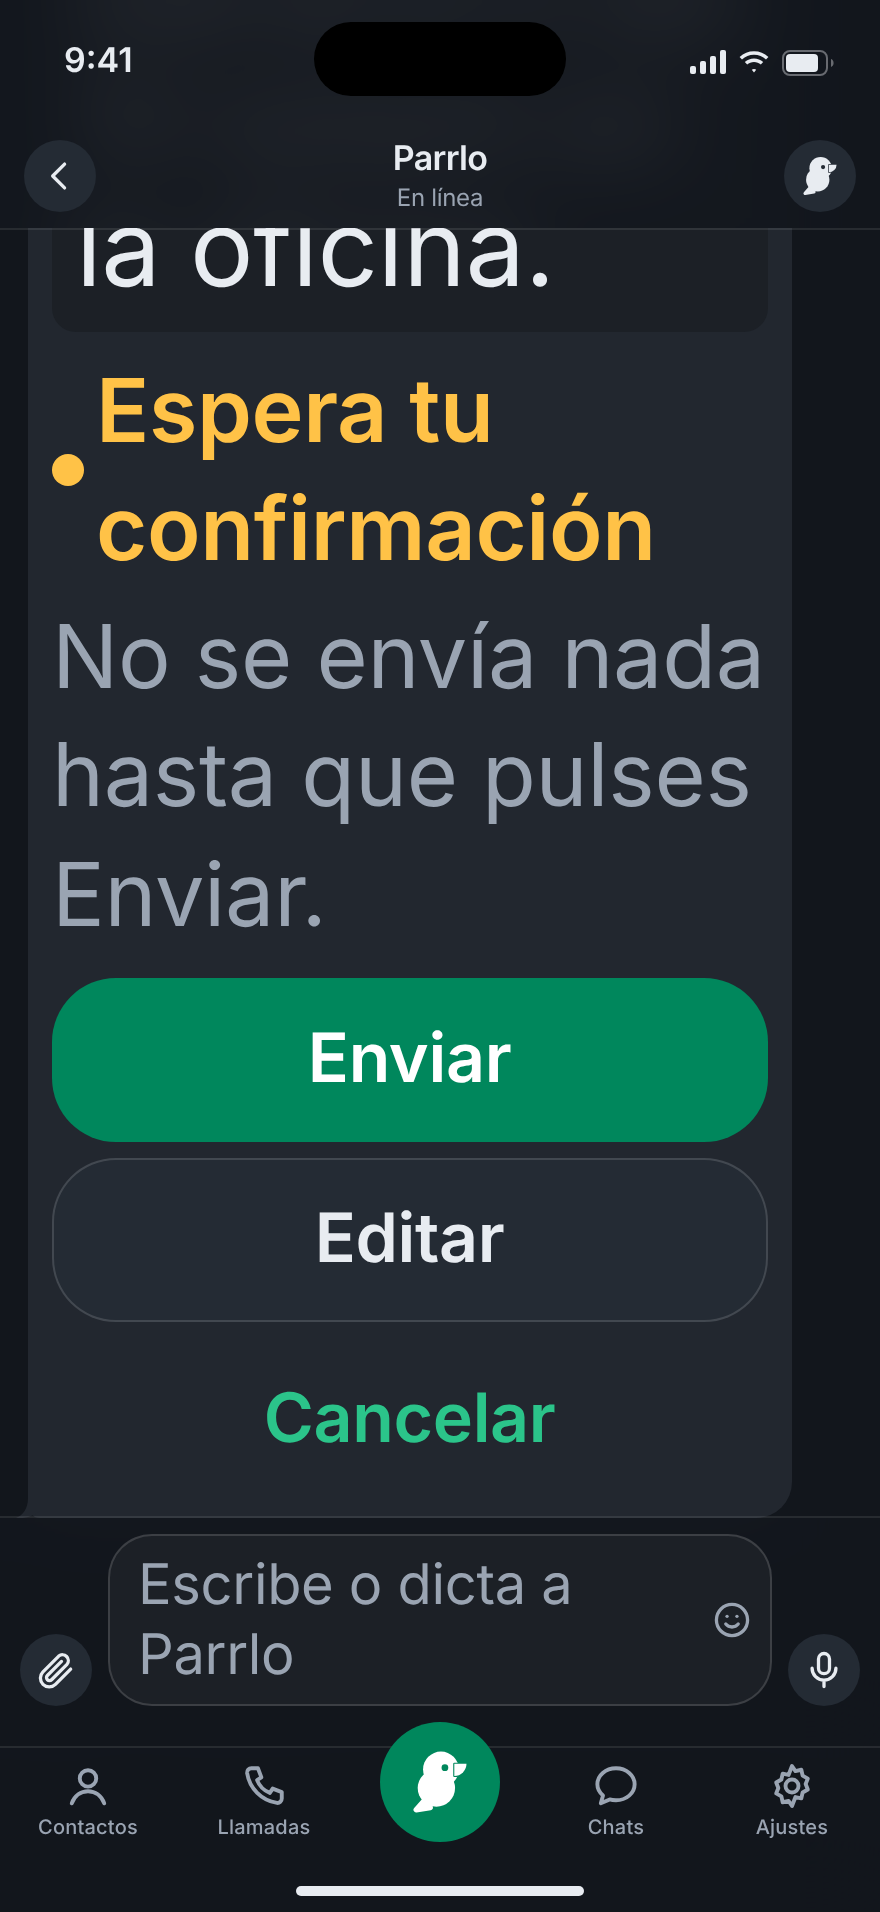 9:41
Parrlo
En línea
la oficina.
Espera tu
confirmación
No se envía nada
hasta que pulses
Enviar.
Enviar
Editar
Cancelar
Escribe o dicta a
Parrlo
Contactos
Llamadas
Chats
Ajustes